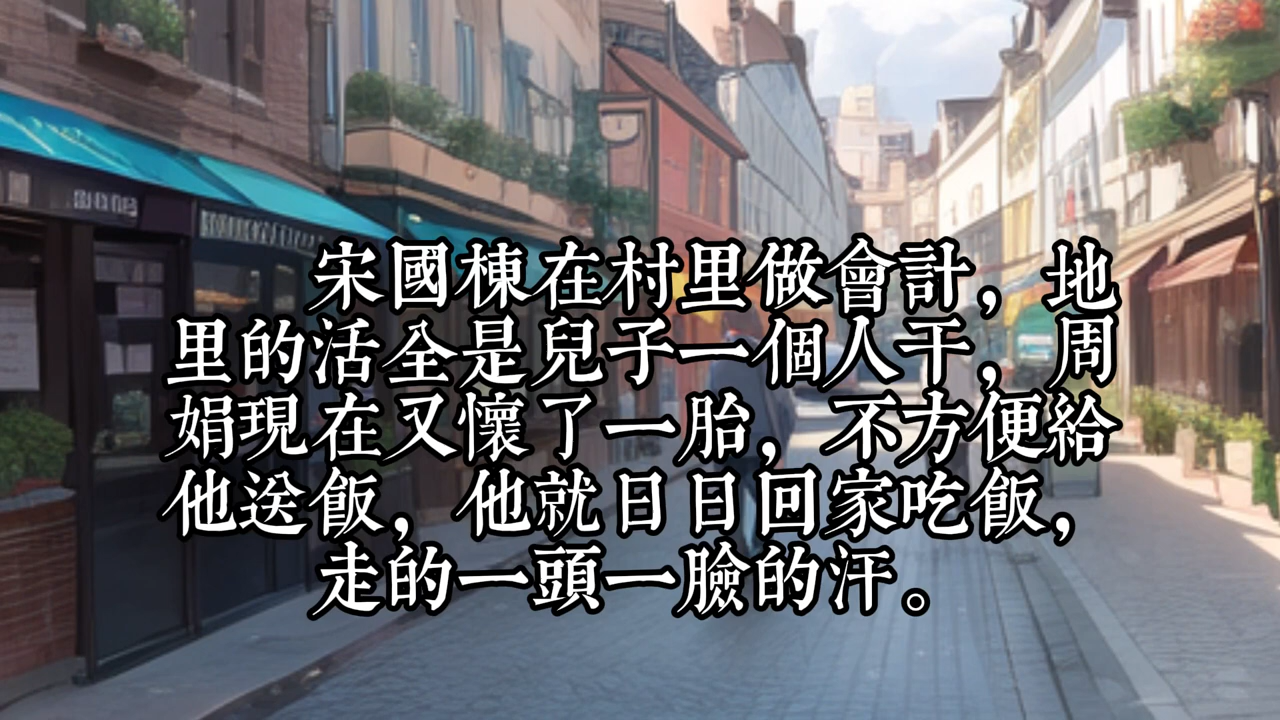 宋國棟在村里做會計，地
里的活全是兒子一個人干，周
娟現在又懷了一胎，不方便給
他送飯，他就日日回家吃飯，
走的一頭一臉的汗。